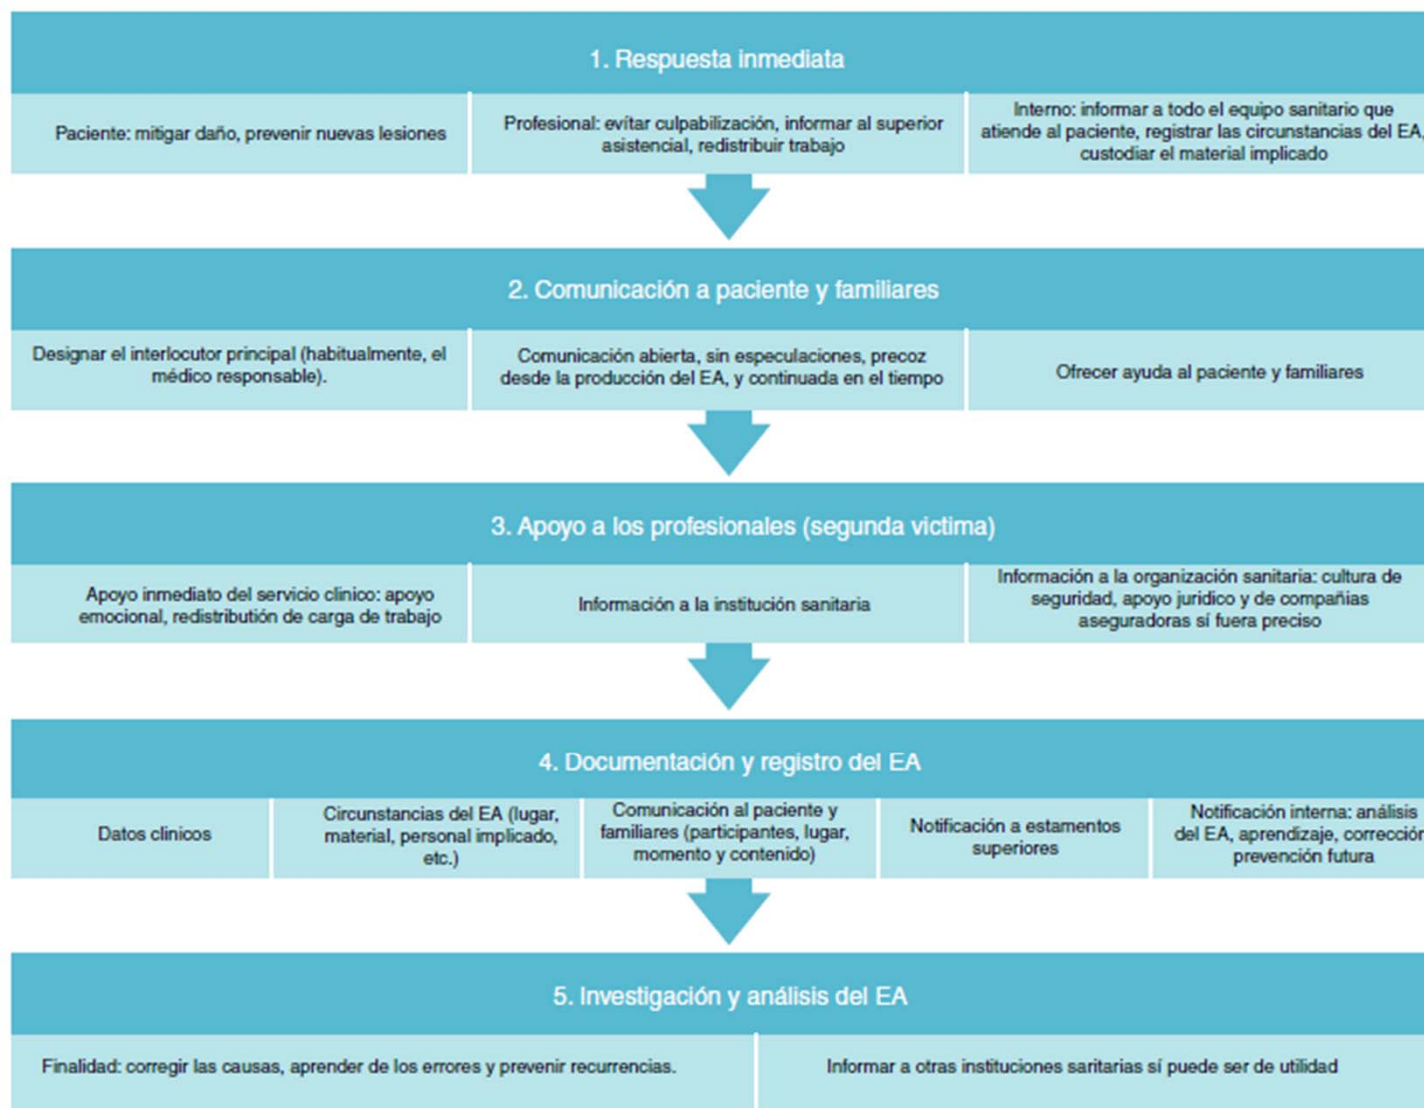 1. Respuesta inmediata
Paciente: mitigar daño, prevenir nuevas lesiones
Profesional: evitar culpabilización, informar al superior
asistencial, redistribuir trabajo
Interno: informar a todo el equipo sanitario que
atiende al paciente, registrar las circunstancias del EA,
custodiar el material implicado
2. Comunicación a paciente y familiares
Designar el interlocutor principal (habitualmente, el
médico responsable).
Comunicación abierta, sin especulaciones, precoz
desde la producción del EA, y continuada en el tiempo
Ofrecer ayuda al paciente y familiares
3. Apoyo a los profesionales (segunda victima)
Apoyo inmediato del servicio clinico: apoyo
emocional, redistributión de carga de trabajo
Información a la institución sanitaria
Información a la organización sanitaria: cultura de
seguridad, apoyo juridico y de compañias
aseguradoras sí fuera preciso
4. Documentación y registro del EA
Datos clinicos
Circunstancias del EA (lugar,
material, personal implicado,
etc.)
Comunicación al paciente y
familiares (participantes, lugar,
momento y contenido)
Notificación a estamentos
superiores
Notificación interna: análisis
del EA, aprendizaje, corrección
prevención futura
5. Investigación y análisis del EA
Finalidad: corregir las causas, aprender de los errores y prevenir recurrencias.
Informar a otras instituciones sanitarias sí puede ser de utilidad